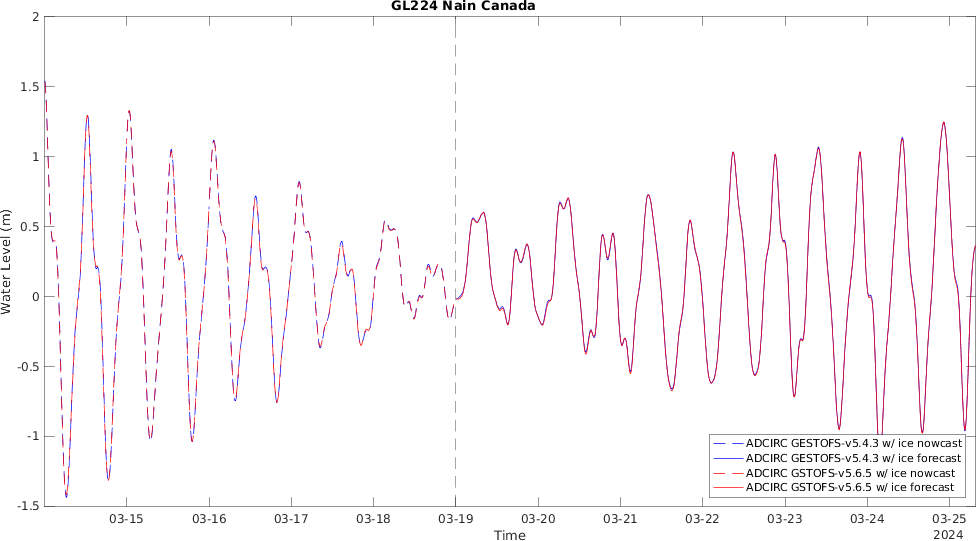 GL224 Nain Canada
2
1.5
1
0.5
0
-0.5
-1
-1.5
Water Level (m)
ADCIRC GESTOFS-v5.4.3 w/ ice nowcast
ADCIRC GESTOFS-v5.4.3 w/ ice forecast
ADCIRC GSTOFS-v5.6.5 w/ ice nowcast
ADCIRC GSTOFS-v5.6.5 w/ ice forecast
03-15 03-16 03-17 03-18 03-19 03-20 03-21 03-22 03-23 03-24 03-25
Time
2024